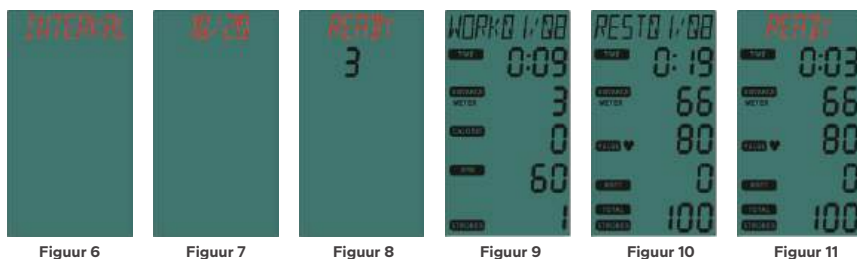 INTERVAL
10/20
READY
3
WORK01/08
TIME
0:09
DISTANCE
METER
3
CALORIE
0
SPM
60
STROKES
1
REST01/08
TIME
0:19
DISTANCE
METER
66
PULSE
80
WATT
0
TOTAL
STROKES
100
READY
TIME
0:03
DISTANCE
METER
66
PULSE
80
WATT
0
TOTAL
STROKES
100
Figuur 6
Figuur 7
Figuur 8
Figuur 9
Figuur 10
Figuur 11